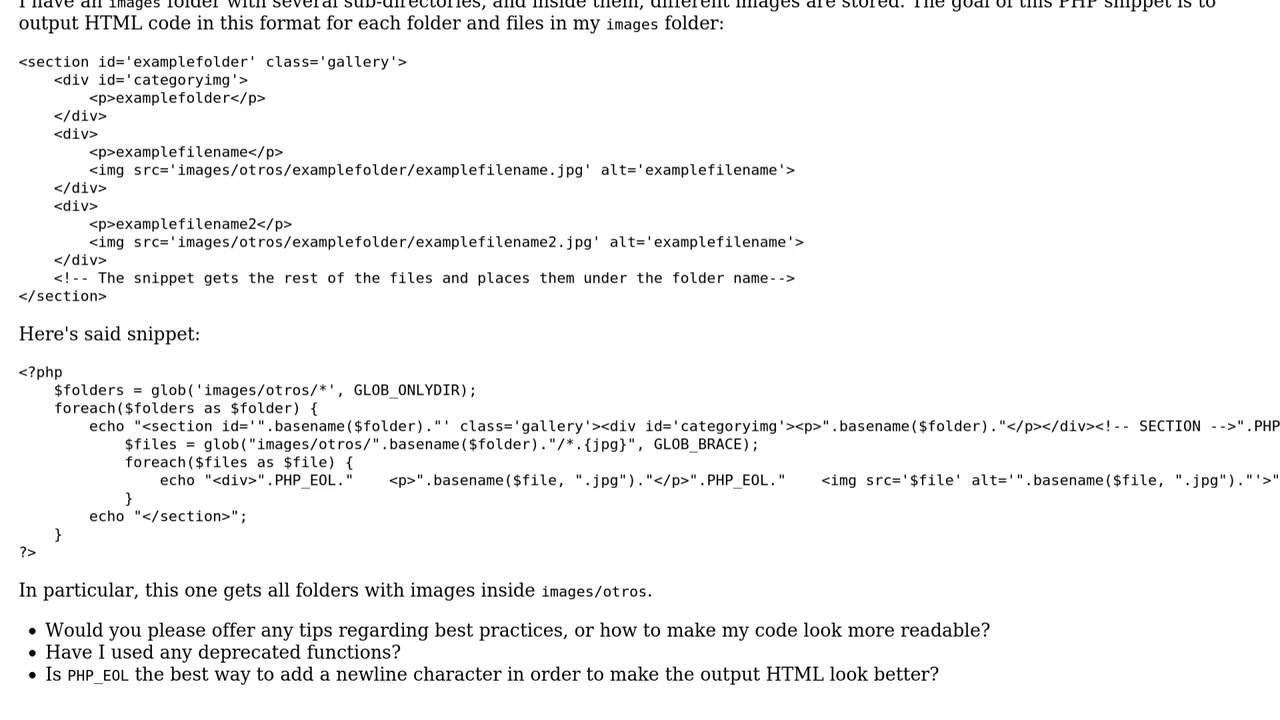 I have an images folder with several sub-directories, and inside them, different images are stored. The goal of this PHP snippet is to
output HTML code in this format for each folder and files in my images folder:
<section id='examplefolder' class='gallery'>
    <div id='categoryimg'>
        <p>examplefolder</p>
    </div>
    <div>
        <p>examplefilename</p>
        <img src='images/otros/examplefolder/examplefilename.jpg' alt='examplefilename'>
    </div>
    <div>
        <p>examplefilename2</p>
        <img src='images/otros/examplefolder/examplefilename2.jpg' alt='examplefilename'>
    </div>
    <!-- The snippet gets the rest of the files and places them under the folder name-->
</section>
Here's said snippet:
<?php
    $folders = glob('images/otros/*', GLOB_ONLYDIR);
    foreach($folders as $folder) {
        echo "<section id='".basename($folder)."' class='gallery'><div id='categoryimg'><p>".basename($folder)."</p></div><!-- SECTION -->".PHP
            $files = glob("images/otros/".basename($folder)."/*.{jpg}", GLOB_BRACE);
            foreach($files as $file) {
                echo "<div>".PHP_EOL."    <p>".basename($file, ".jpg")."</p>".PHP_EOL."    <img src='$file' alt='".basename($file, ".jpg")."'>"
            }
        echo "</section>";
    }
?>
In particular, this one gets all folders with images inside images/otros.
• Would you please offer any tips regarding best practices, or how to make my code look more readable?
• Have I used any deprecated functions?
• Is PHP_EOL the best way to add a newline character in order to make the output HTML look better?